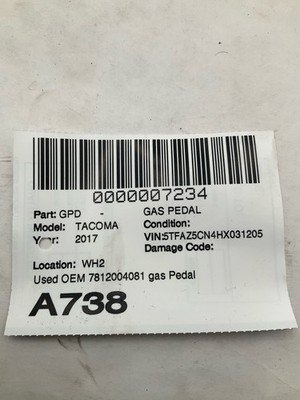 0000007234
Part: GPD - GAS PEDAL
Model: TACOMA Condition:
Year: 2017 VIN:5TFAZ5CN4HX031205
Damage Code:
Location: WH2
Used OEM 7812004081 gas Pedal
A738